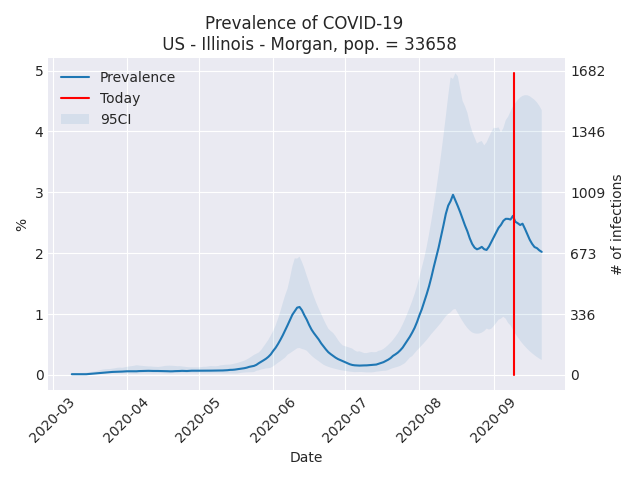 Prevalence of COVID-19
US - Illinois - Morgan, pop. = 33658
Prevalence
Today
95CI
5
4
3
2
1
0
%
1682
1346
1009
673
336
0
# of infections
2020-03
2020-04
2020-05
2020-06
2020-07
2020-08
2020-09
Date